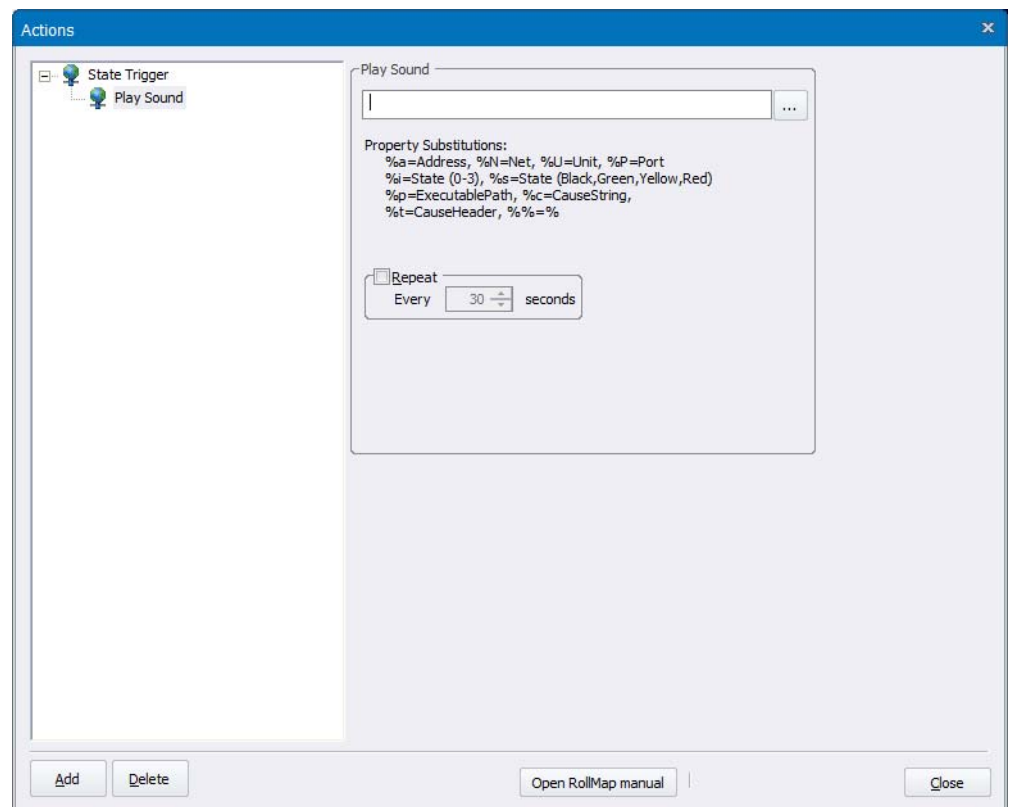 Actions
State Trigger
Play Sound
Play Sound
...
Property Substitutions:
%a=Address, %N=Net, %U=Unit, %P=Port
%i=State (0-3), %s=State (Black,Green,Yellow,Red)
%p=ExecutablePath, %c=CauseString,
%t=CauseHeader, %%=%
Repeat
Every 30 seconds
Add Delete Open RollMap manual Close